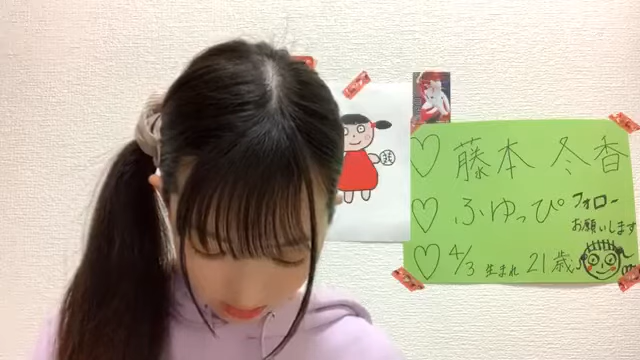 藤本 冬香
ふゆっぴ
フォロー
お願いします
4/3 生まれ 21歳